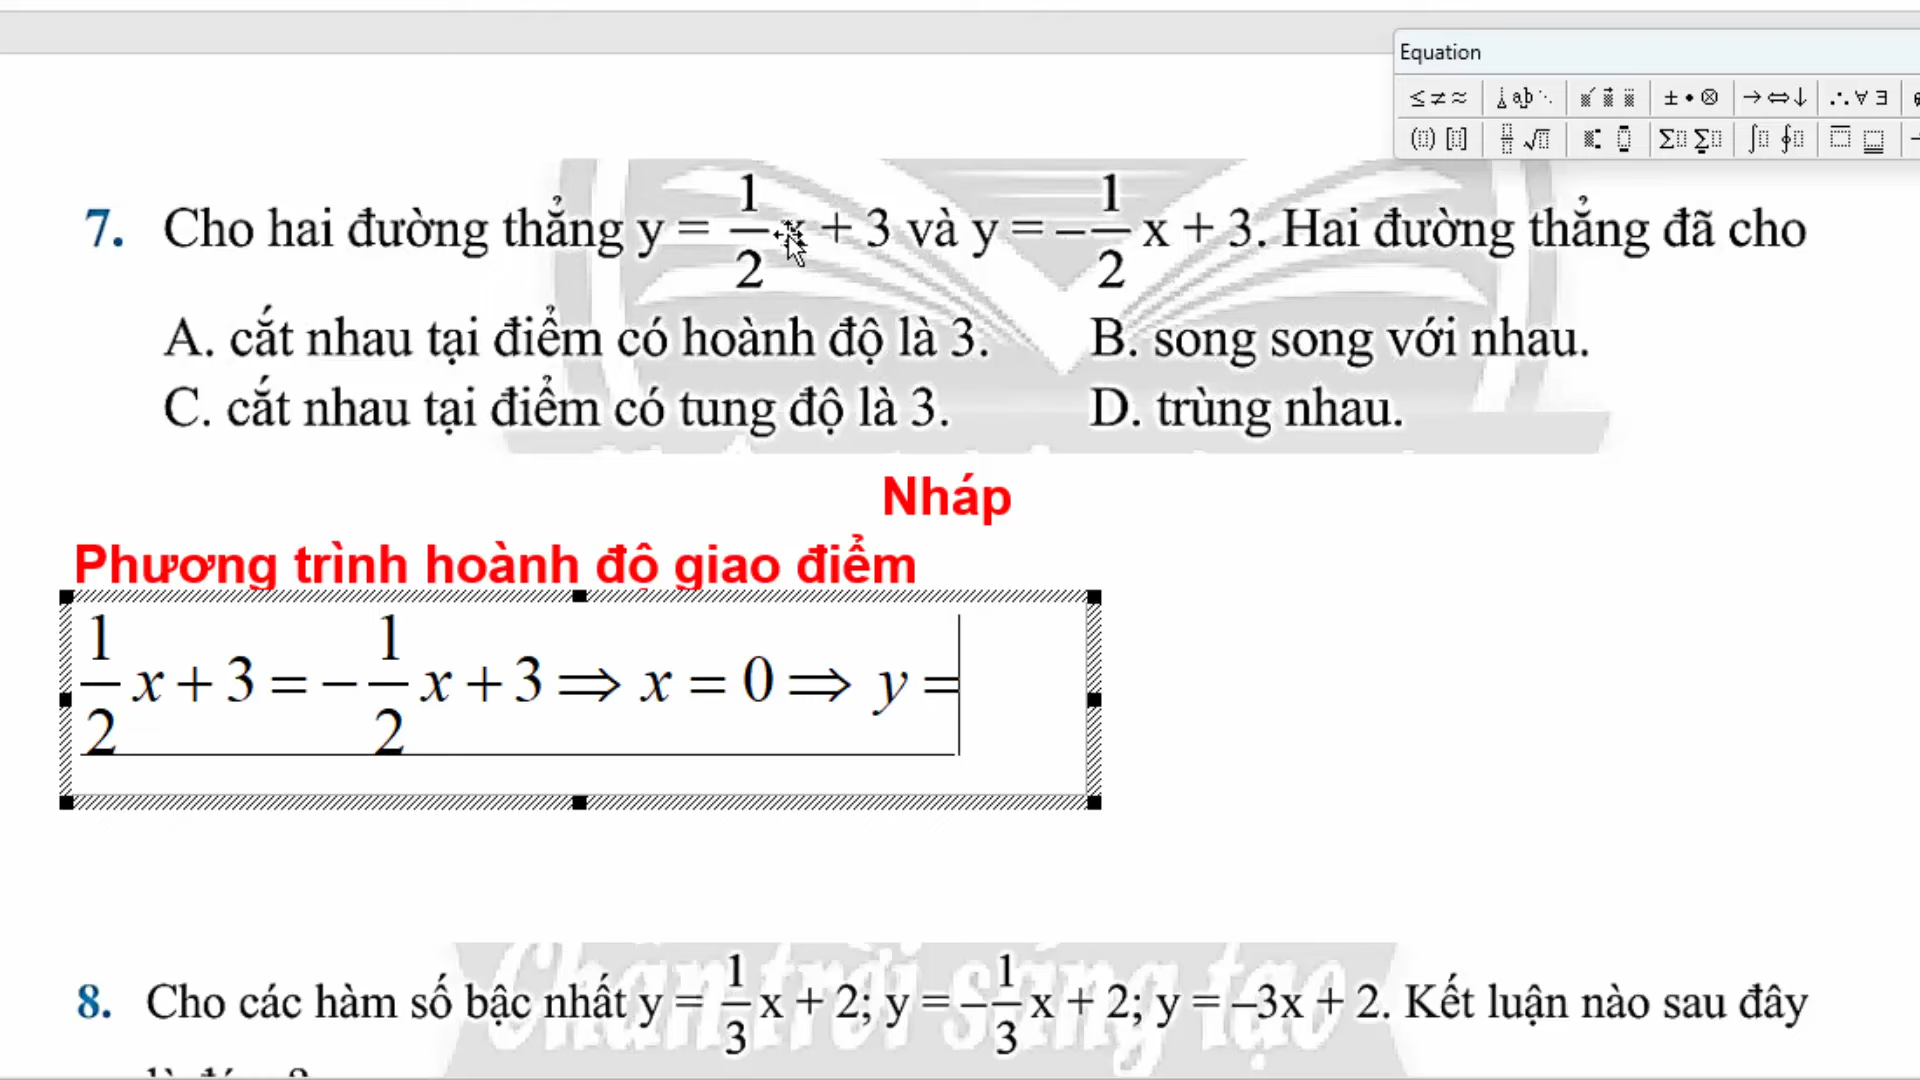 Equation
7. Cho hai đường thẳng y = 1/2 x + 3 và y = –1/2 x + 3. Hai đường thẳng đã cho
A. cắt nhau tại điểm có hoành độ là 3. B. song song với nhau.
C. cắt nhau tại điểm có tung độ là 3. D. trùng nhau.
Nháp
Phương trình hoành độ giao điểm
1/2 x + 3 = – 1/2 x + 3 ⇒ x = 0 ⇒ y =
Chân trời sáng tạo
8. Cho các hàm số bậc nhất y = 1/3 x + 2; y = –1/3 x + 2; y = –3x + 2. Kết luận nào sau đây